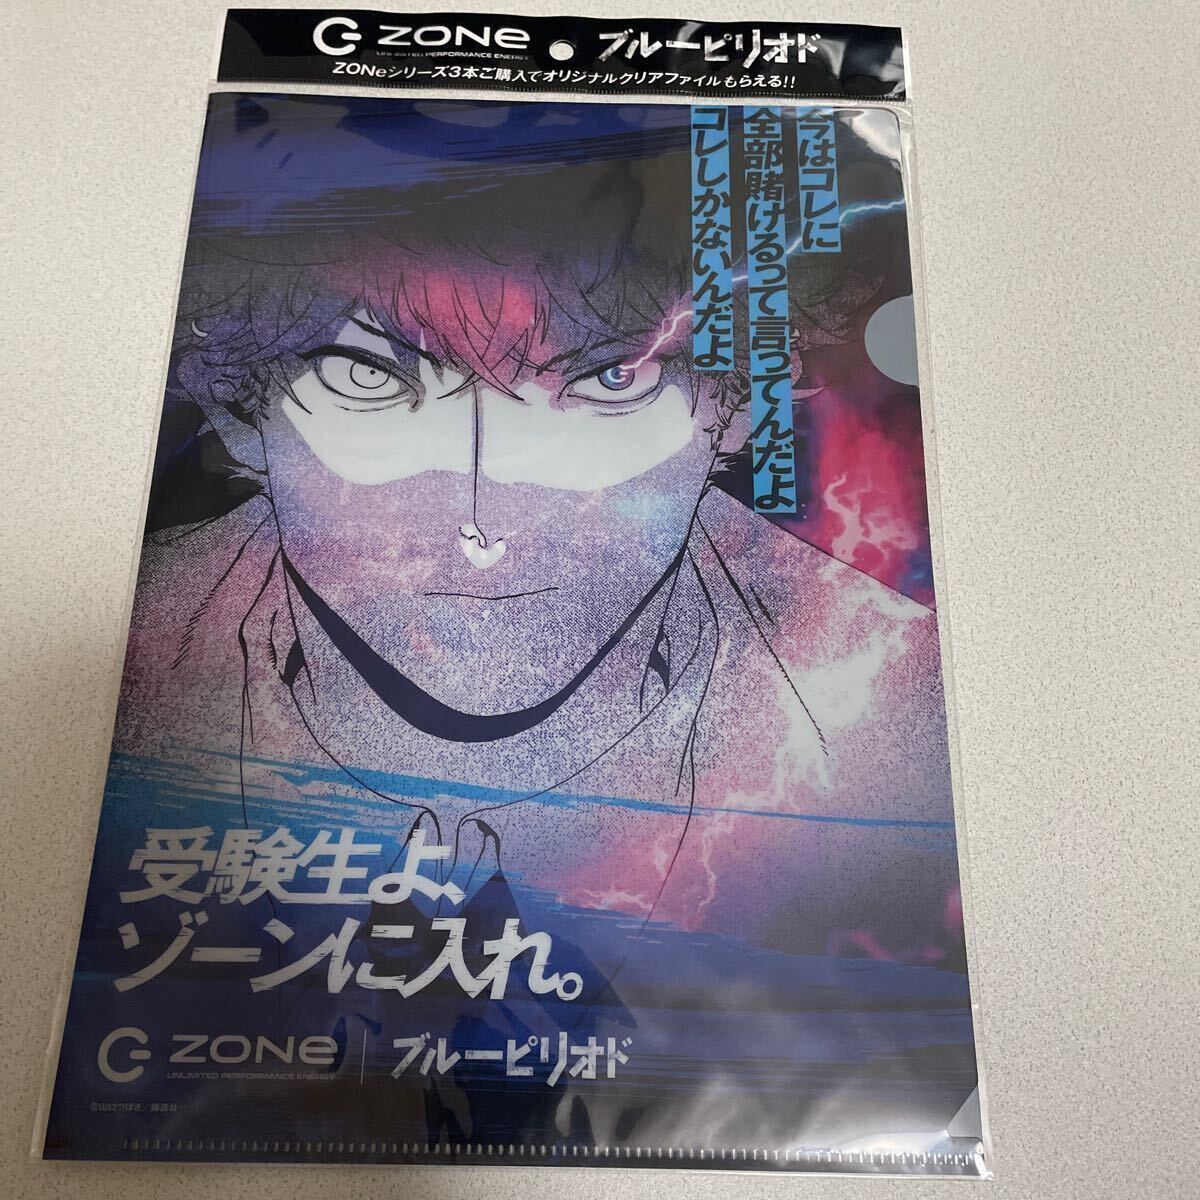 ZONe ブルーピリオド
UNLIMITED PERFORMANCE ENERGY
ZONeシリーズ3本ご購入でオリジナルクリアファイルもらえる!!
今はコレに
全部賭けるって言ってんだよ
コレしかないんだよ
受験生よ、
ゾーンに入れ。
ZONe ブルーピリオド
UNLIMITED PERFORMANCE ENERGY
©山口つばさ／講談社